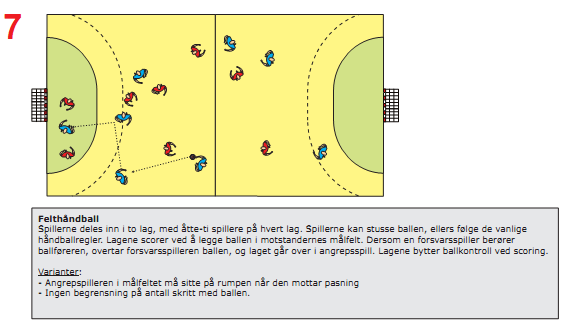 7
Felthåndball
Spillerne deles inn i to lag, med åtte-ti spillere på hvert lag. Spillerne kan stusse ballen, ellers følge de vanlige
håndballregler. Lagene scorer ved å legge ballen i motstandernes målfelt. Dersom en forsvarsspiller berører
ballføreren, overtar forsvarsspilleren ballen, og laget går over i angrepsspill. Lagene bytter ballkontroll ved scoring.
Varianter:
- Angrepspilleren i målfeltet må sitte på rumpen når den mottar pasning
- Ingen begrensning på antall skritt med ballen.